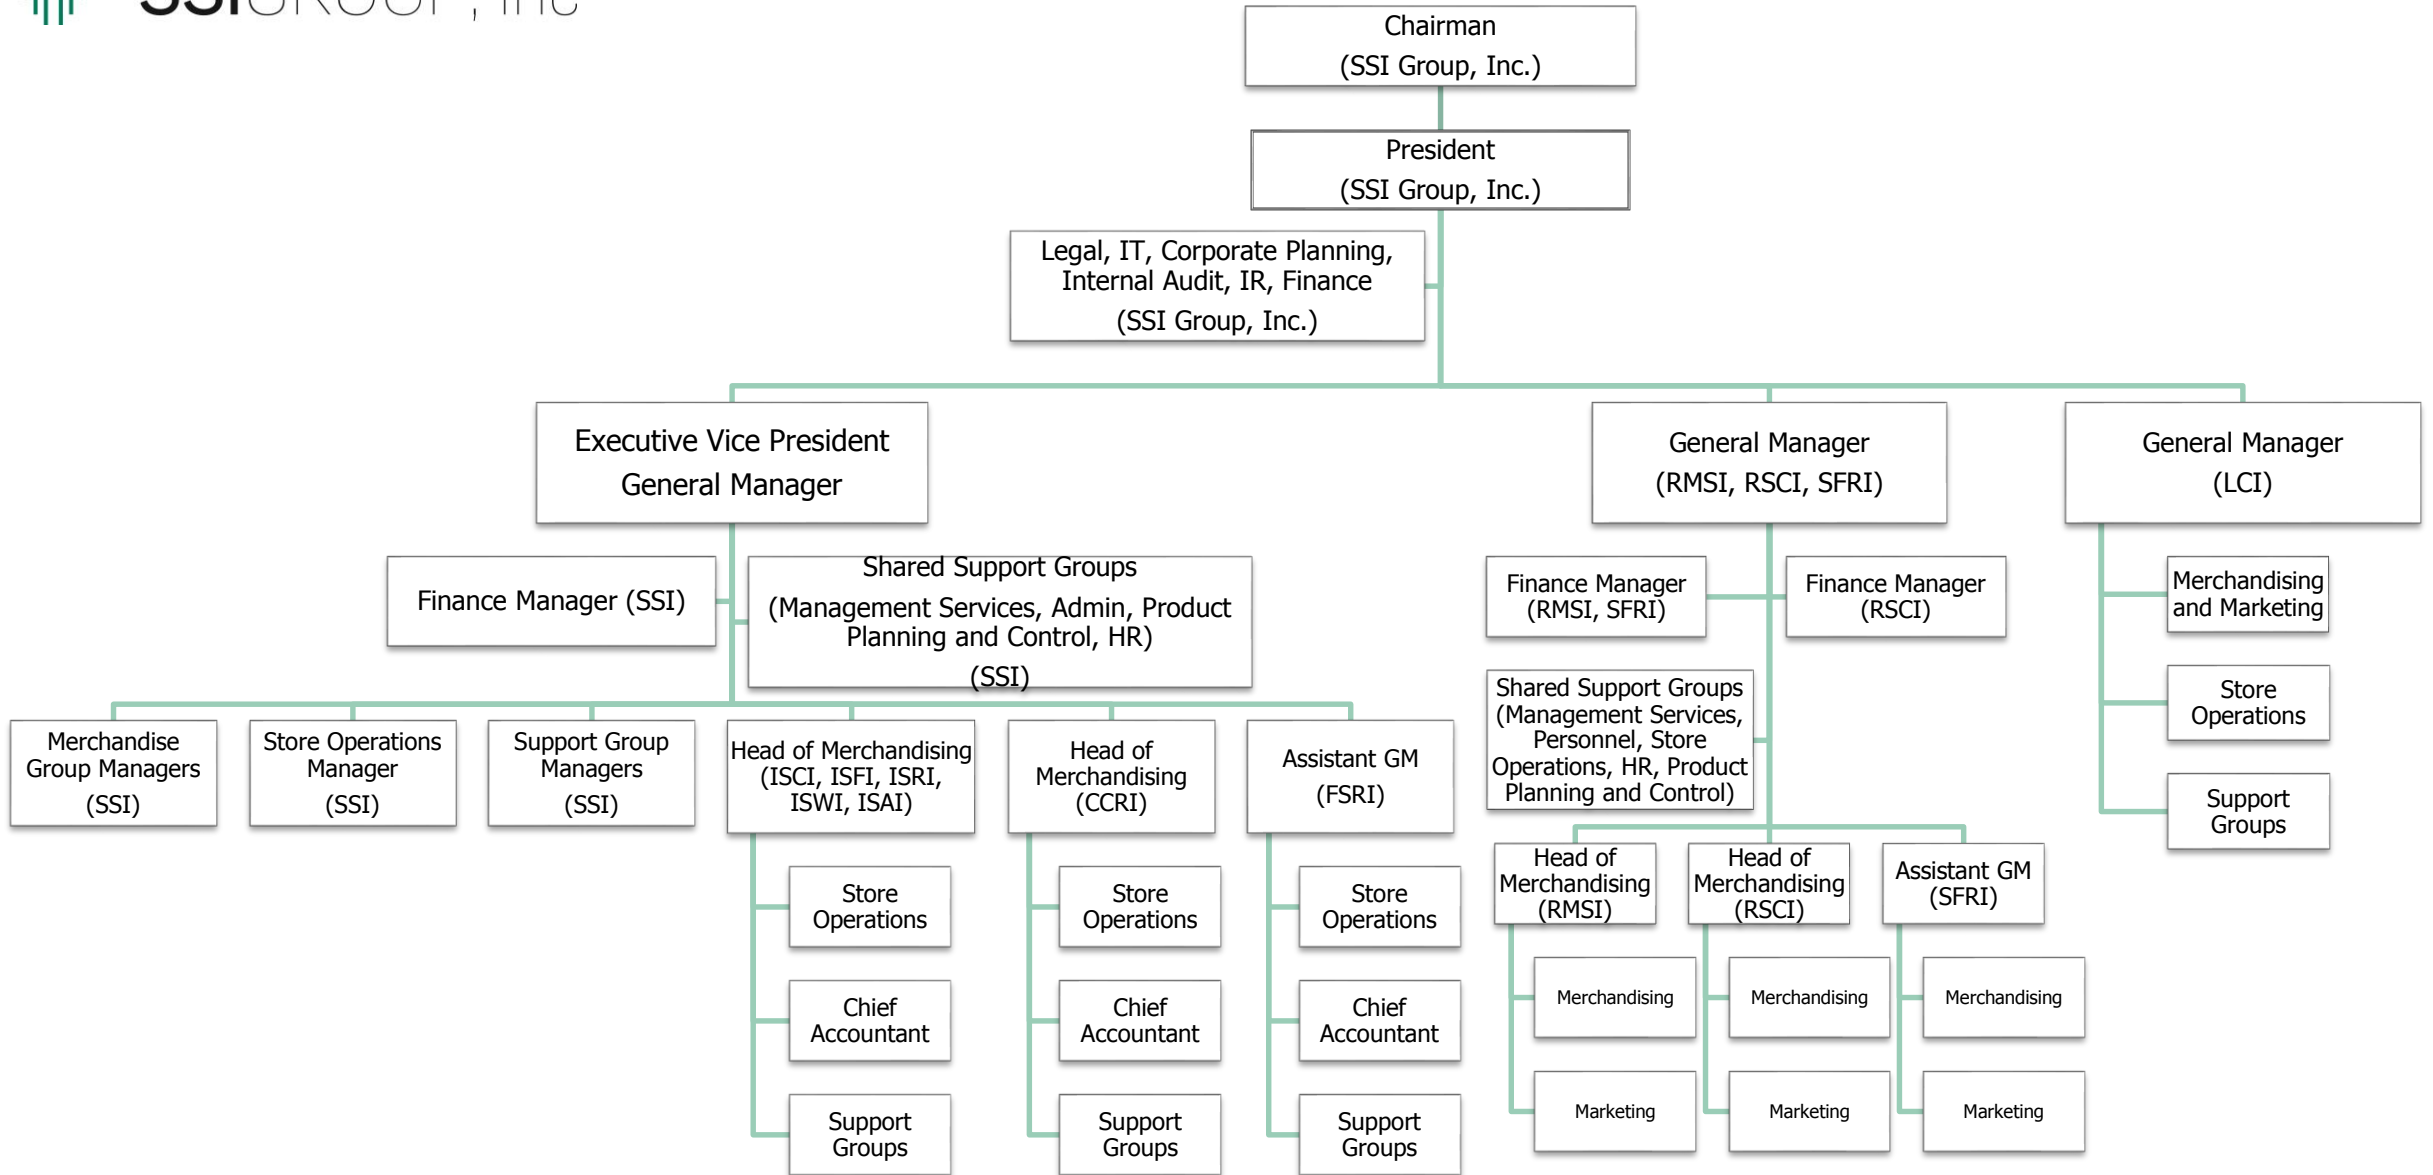 SSIGROUP, Inc
Chairman
(SSI Group, Inc.)
President
(SSI Group, Inc.)
Legal, IT, Corporate Planning,
Internal Audit, IR, Finance
(SSI Group, Inc.)
Executive Vice President
General Manager
General Manager
(RMSI, RSCI, SFRI)
General Manager
(LCI)
Finance Manager (SSI)
Shared Support Groups
(Management Services, Admin, Product
Planning and Control, HR)
(SSI)
Finance Manager
(RMSI, SFRI)
Finance Manager
(RSCI)
Merchandising
and Marketing
Store
Operations
Support
Groups
Shared Support Groups
(Management Services,
Personnel, Store
Operations, HR, Product
Planning and Control)
Merchandise
Group Managers
(SSI)
Store Operations
Manager
(SSI)
Support Group
Managers
(SSI)
Head of Merchandising
(ISCI, ISFI, ISRI,
ISWI, ISAI)
Head of
Merchandising
(CCRI)
Assistant GM
(FSRI)
Store
Operations
Chief
Accountant
Support
Groups
Store
Operations
Chief
Accountant
Support
Groups
Store
Operations
Chief
Accountant
Support
Groups
Head of
Merchandising
(RMSI)
Head of
Merchandising
(RSCI)
Assistant GM
(SFRI)
Merchandising
Marketing
Merchandising
Marketing
Merchandising
Marketing